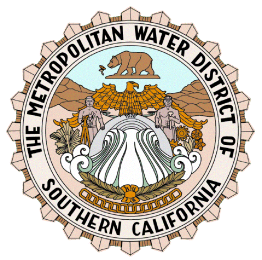 THE METROPOLITAN WATER DISTRICT OF
SOUTHERN CALIFORNIA